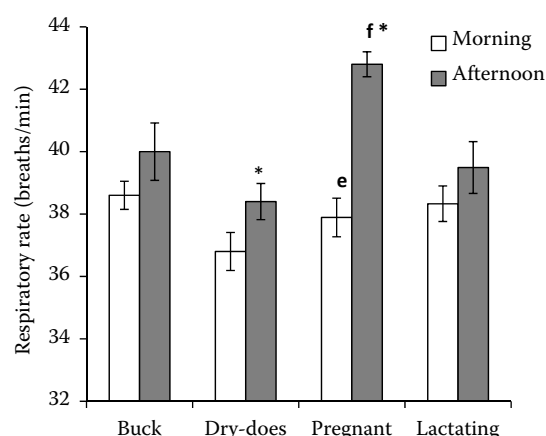 Respiratory rate (breaths/min)
44
42
40
38
36
34
32
Morning
Afternoon
f *
*
e
Buck
Dry-does
Pregnant
Lactating